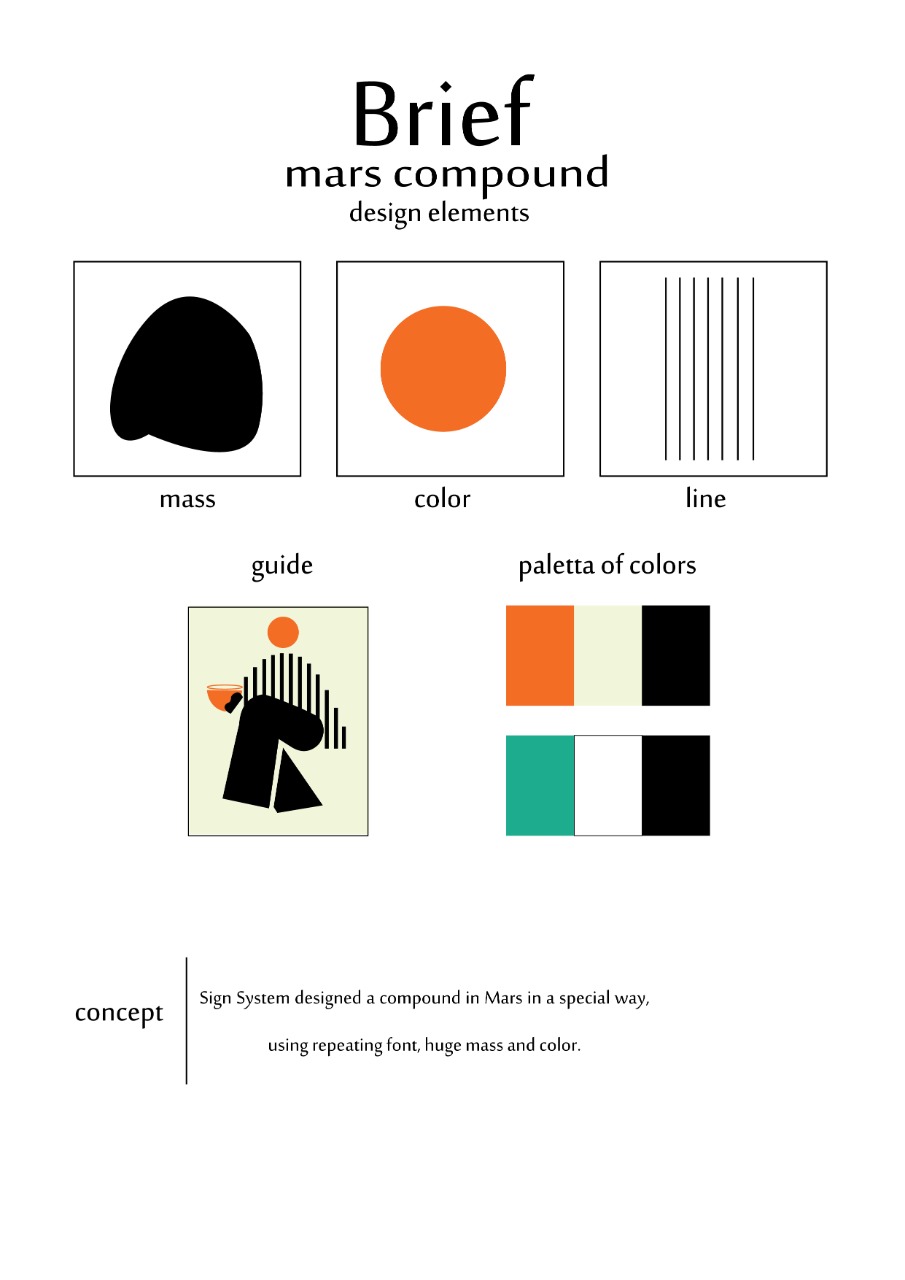 Brief
mars compound
design elements
mass
color
line
guide
paletta of colors
concept
Sign System designed a compound in Mars in a special way,
using repeating font, huge mass and color.